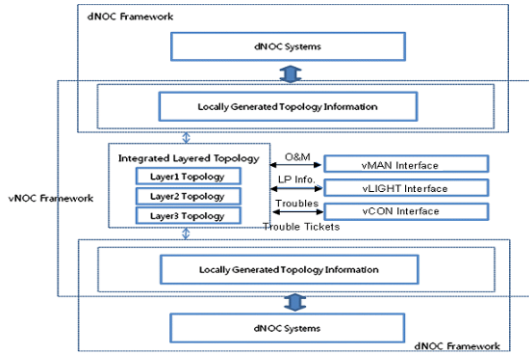 dNOC Framework
dNOC Systems
Locally Generated Topology Information
Integrated Layered Topology
Layer1 Topology
Layer2 Topology
Layer3 Topology
O&M
vMAN Interface
LP Info.
vLIGHT Interface
Troubles
vCON Interface
Trouble Tickets
vNOC Framework
Locally Generated Topology Information
dNOC Systems
dNOC Framework